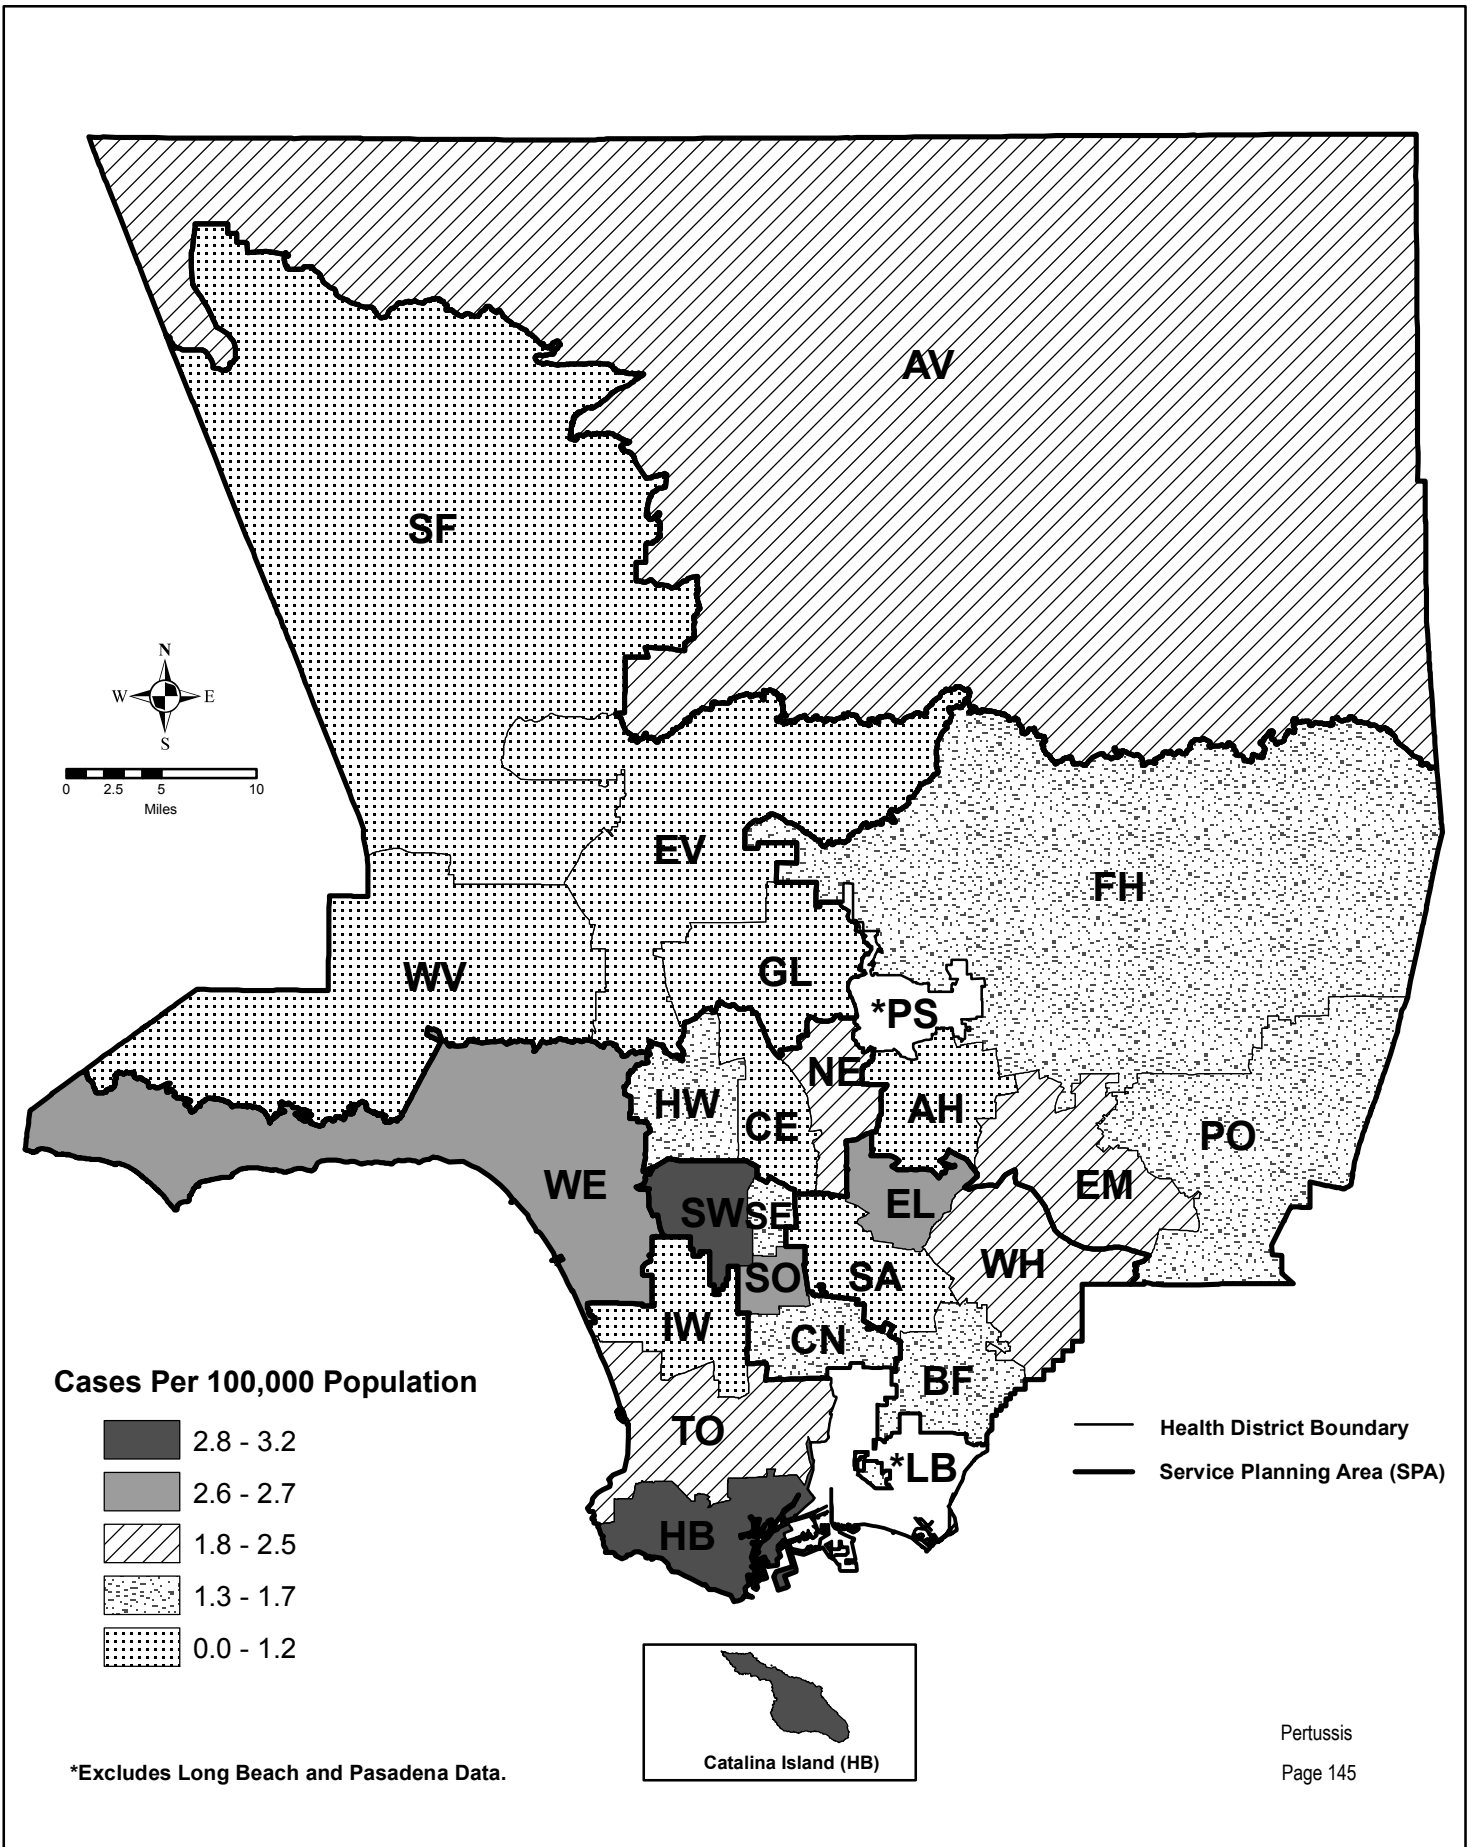 AV
SF
N
W E
S
0 2.5 5 10
Miles
EV
FH
WV
GL
*PS
NE
HW
AH
CE
PO
WE
EM
EL
SW
SE
WH
SO
SA
IW
CN
BF
Cases Per 100,000 Population
2.8 - 3.2
2.6 - 2.7
1.8 - 2.5
1.3 - 1.7
0.0 - 1.2
TO
Health District Boundary
*LB
Service Planning Area (SPA)
HB
Catalina Island (HB)
*Excludes Long Beach and Pasadena Data.
Pertussis
Page 145